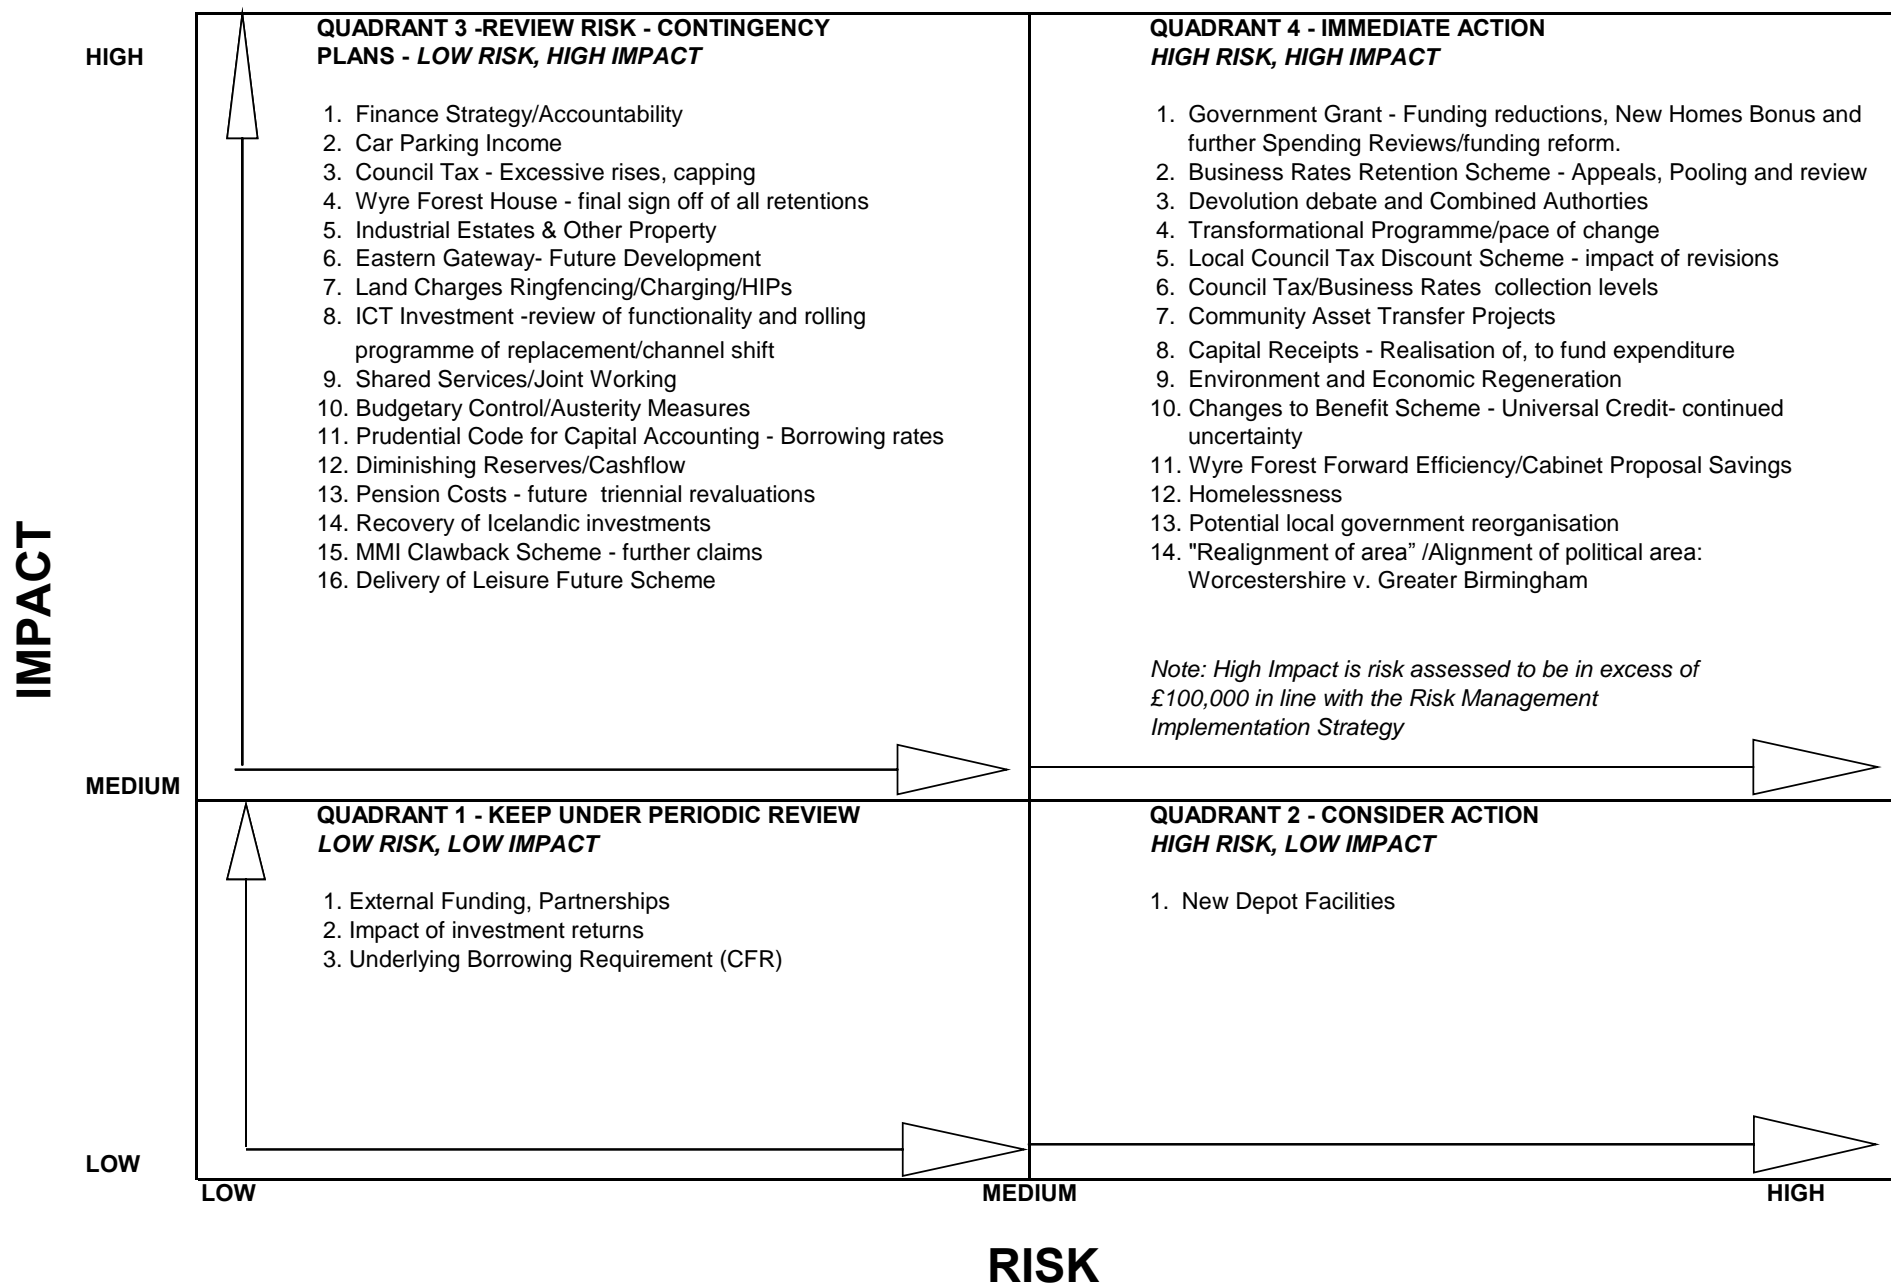 QUADRANT 3 -REVIEW RISK - CONTINGENCY
PLANS - LOW RISK, HIGH IMPACT
1. Finance Strategy/Accountability
2. Car Parking Income
3. Council Tax - Excessive rises, capping
4. Wyre Forest House - final sign off of all retentions
5. Industrial Estates & Other Property
6. Eastern Gateway- Future Development
7. Land Charges Ringfencing/Charging/HIPs
8. ICT Investment -review of functionality and rolling
programme of replacement/channel shift
9. Shared Services/Joint Working
10. Budgetary Control/Austerity Measures
11. Prudential Code for Capital Accounting - Borrowing rates
12. Diminishing Reserves/Cashflow
13. Pension Costs - future triennial revaluations
14. Recovery of Icelandic investments
15. MMI Clawback Scheme - further claims
16. Delivery of Leisure Future Scheme
QUADRANT 4 - IMMEDIATE ACTION
HIGH RISK, HIGH IMPACT
1. Government Grant - Funding reductions, New Homes Bonus and
further Spending Reviews/funding reform.
2. Business Rates Retention Scheme - Appeals, Pooling and review
3. Devolution debate and Combined Authorties
4. Transformational Programme/pace of change
5. Local Council Tax Discount Scheme - impact of revisions
6. Council Tax/Business Rates collection levels
7. Community Asset Transfer Projects
8. Capital Receipts - Realisation of, to fund expenditure
9. Environment and Economic Regeneration
10. Changes to Benefit Scheme - Universal Credit- continued
uncertainty
11. Wyre Forest Forward Efficiency/Cabinet Proposal Savings
12. Homelessness
13. Potential local government reorganisation
14. "Realignment of area” /Alignment of political area:
Worcestershire v. Greater Birmingham
Note: High Impact is risk assessed to be in excess of
£100,000 in line with the Risk Management
Implementation Strategy
QUADRANT 1 - KEEP UNDER PERIODIC REVIEW
LOW RISK, LOW IMPACT
1. External Funding, Partnerships
2. Impact of investment returns
3. Underlying Borrowing Requirement (CFR)
QUADRANT 2 - CONSIDER ACTION
HIGH RISK, LOW IMPACT
1. New Depot Facilities
IMPACT
HIGH
MEDIUM
LOW
LOW
MEDIUM
HIGH
RISK